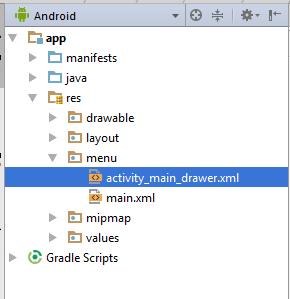 Android
app
manifests
java
res
drawable
layout
menu
activity_main_drawer.xml
main.xml
mipmap
values
Gradle Scripts